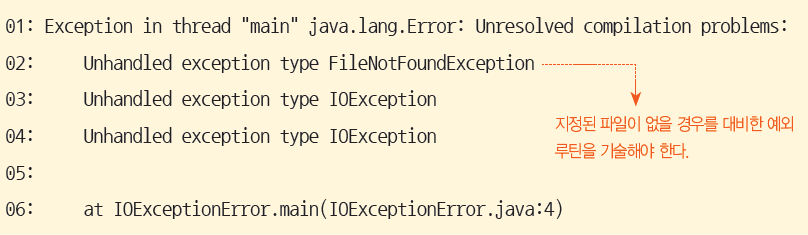 01: Exception in thread "main" java.lang.Error: Unresolved compilation problems:
02: Unhandled exception type FileNotFoundException
03: Unhandled exception type IOException
지정된 파일이 없을 경우를 대비한 예외
04: Unhandled exception type IOException
루틴을 기술해야 한다.
05:
06: at IOExceptionError.main(IOExceptionError.java:4)